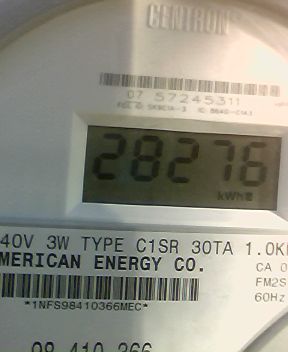 CENTRON
07 57245311
28276
kWh
40V 3W TYPE C1SR 30TA 1.0K
MERICAN ENERGY CO.
CA 0
FM2S
60Hz
*1NFS98410366MEC*
98 410 366